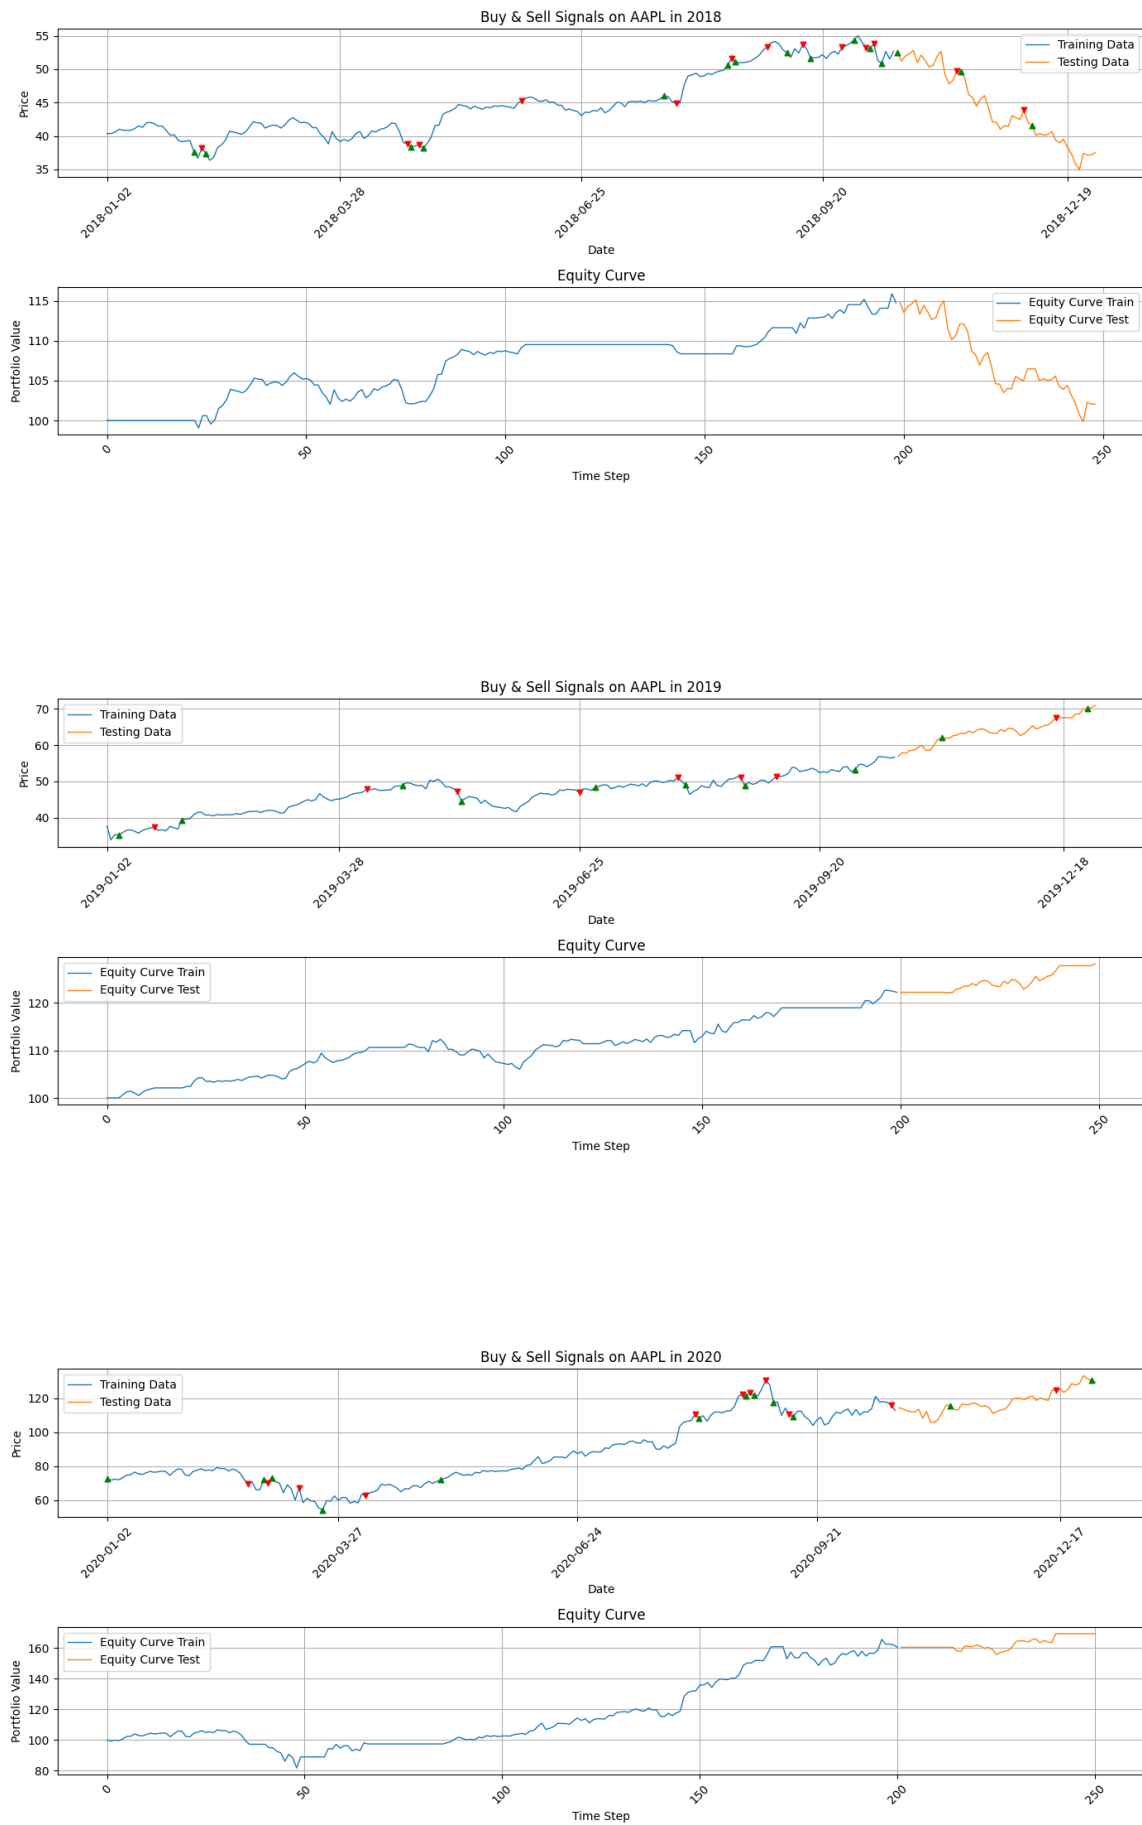 Buy & Sell Signals on AAPL in 2018
55
50
45
40
35
Price
Training Data
Testing Data
2018-01-02
2018-03-28
2018-06-25
2018-09-20
2018-12-19
Date
Equity Curve
115
110
105
100
Portfolio Value
Equity Curve Train
Equity Curve Test
0
50
100
150
200
250
Time Step
Buy & Sell Signals on AAPL in 2019
70
60
50
40
Price
Training Data
Testing Data
2019-01-02
2019-03-28
2019-06-25
2019-09-20
2019-12-18
Date
Equity Curve
120
110
100
Portfolio Value
Equity Curve Train
Equity Curve Test
0
50
100
150
200
250
Time Step
Buy & Sell Signals on AAPL in 2020
120
100
80
60
Price
Training Data
Testing Data
2020-01-02
2020-03-27
2020-06-24
2020-09-21
2020-12-17
Date
Equity Curve
160
140
120
100
80
Portfolio Value
Equity Curve Train
Equity Curve Test
0
50
100
150
200
250
Time Step